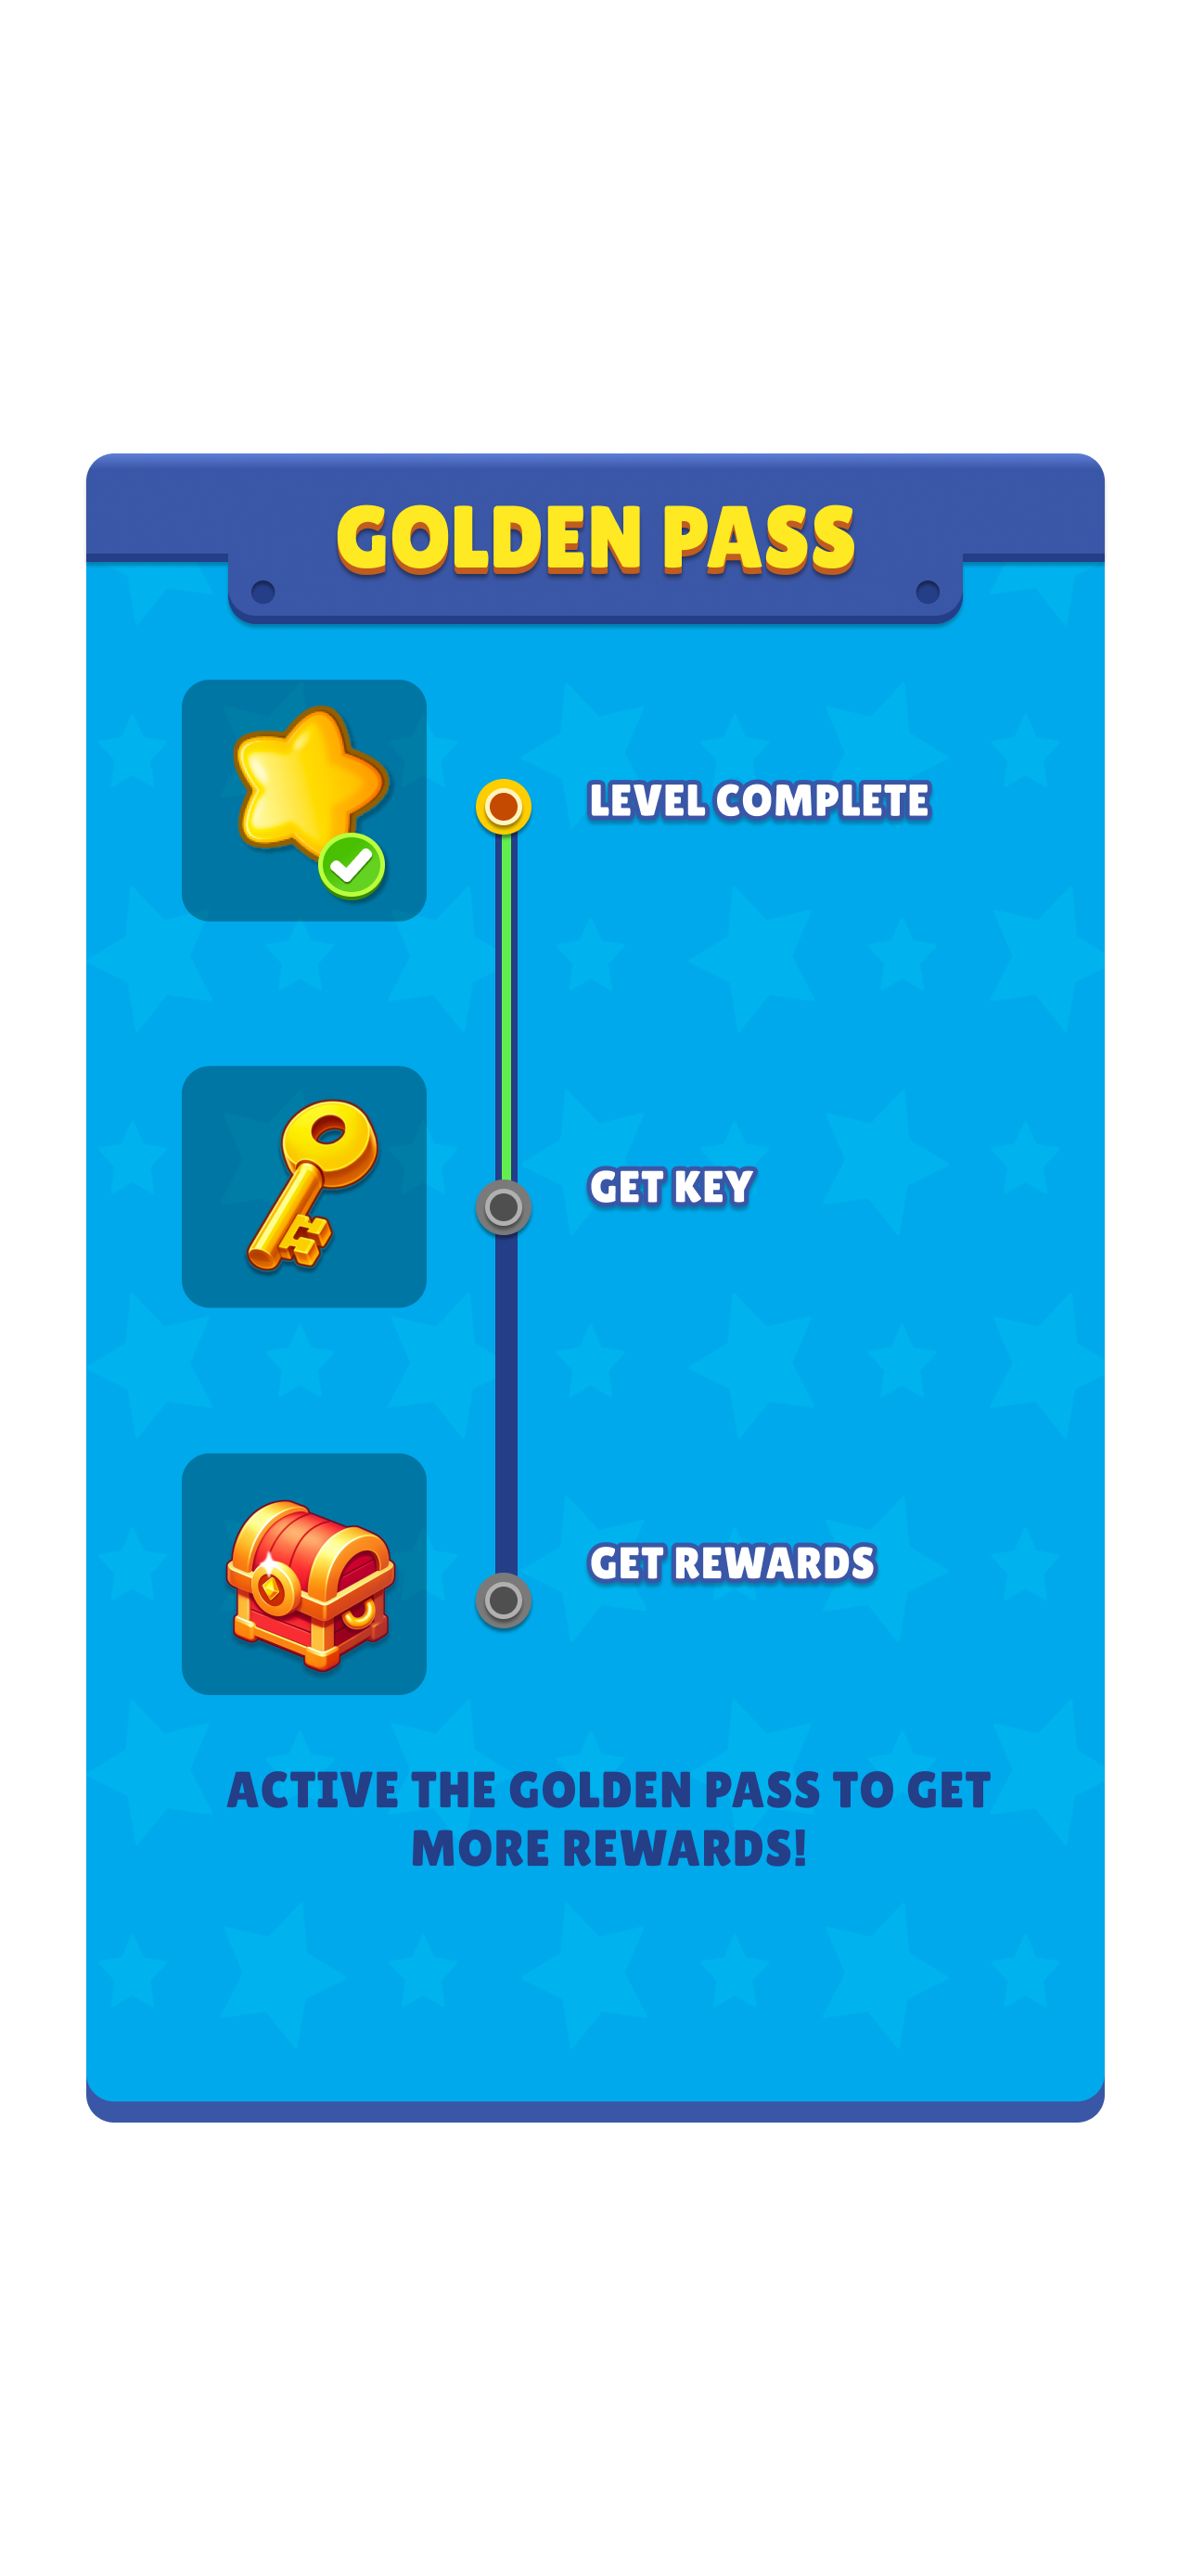 GOLDEN PASS
LEVEL COMPLETE
GET KEY
GET REWARDS
ACTIVE THE GOLDEN PASS TO GET
MORE REWARDS!